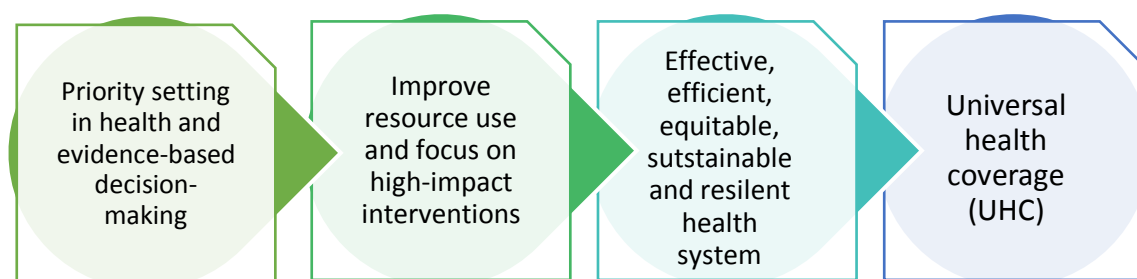 Priority setting
in health and
evidence-based
decision-
making
Improve
resource use
and focus on
high-impact
interventions
Effective,
efficient,
equitable,
sutstainable
and resilent
health
system
Universal
health
coverage
(UHC)